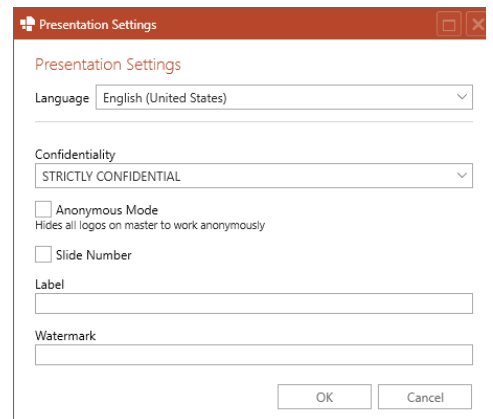 Presentation Settings
Presentation Settings
Language English (United States)
Confidentiality
STRICTLY CONFIDENTIAL
Anonymous Mode
Hides all logos on master to work anonymously
Slide Number
Label
Watermark
OK Cancel